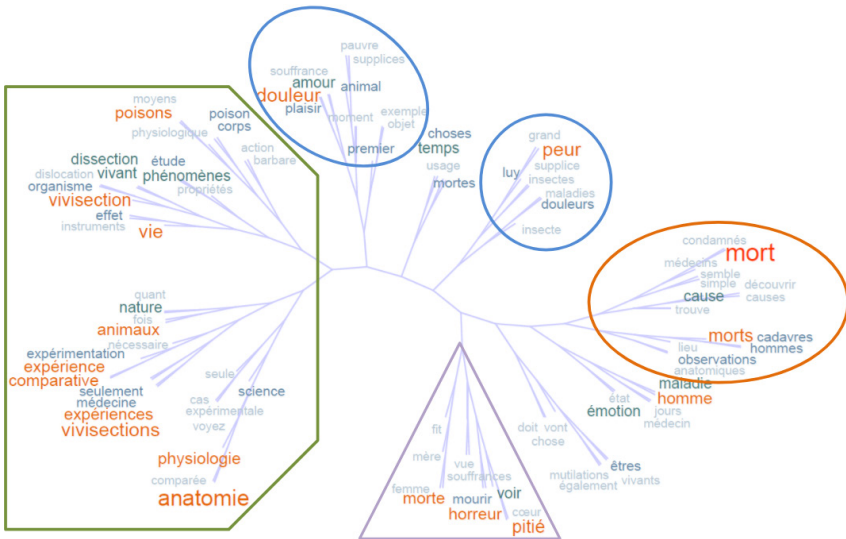 pauvre
supplices
souffrance
amour
animal
douleur
plaisir
moment
exemple
objet
premier
moyens
poisons
poison
corps
physiologique
action
barbare
dissection
vivant
étude
phénomènes
dislocation
organisme
propriétés
vivisection
effet
instruments
vie
choses
temps
usage
mortes
grand
peur
supplice
luy
insectes
maladies
douleurs
insecte
condamnés
mort
médecins
semble
simple
découvrir
cause
causes
trouve
morts
cadavres
lieu
hommes
observations
anatomiques
quant
nature
fois
animaux
nécessaire
expérimentation
expérience
comparative
seulement
médecine
expériences
vivisections
seule
science
cas
expérimentale
voyez
physiologie
comparée
anatomie
maladie
homme
état
émotion
jours
médecin
doit
vont
chose
êtres
mutilations
vivants
également
fit
mère
vue
souffrances
femme
morte
mourir
voir
horreur
cœur
pitié